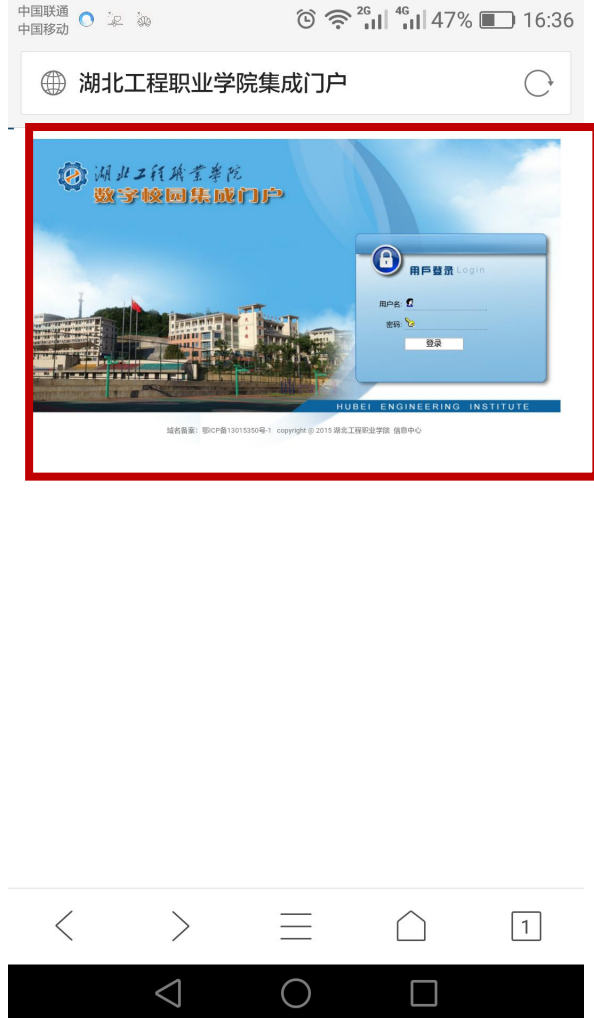 中国联通
中国移动
2G
4G
47%
16:36
湖北工程职业学院集成门户
湖北工程職業學院
数字校园集成门户
用戶登录 Login
用户名:
密码:
登录
HUBEI ENGINEERING INSTITUTE
域名备案：鄂ICP备13015350号-1 copyright @ 2015 湖北工程职业学院 信息中心
1